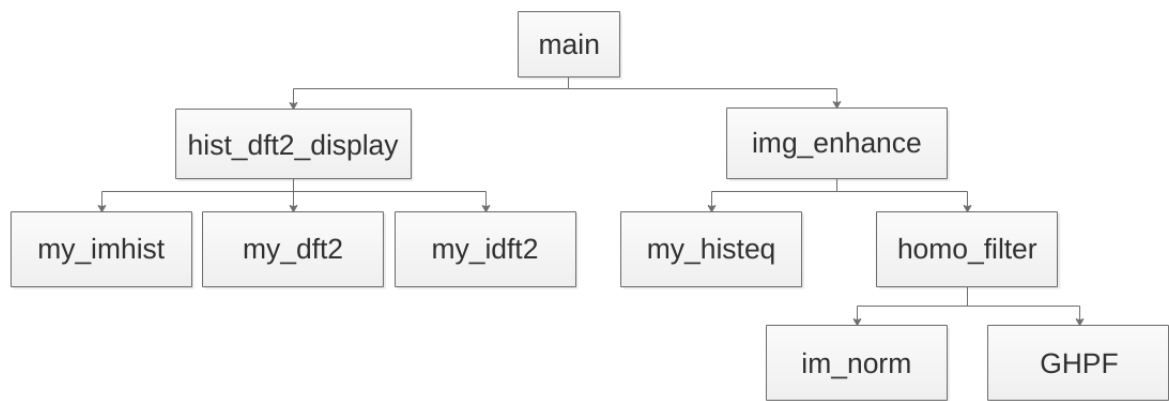 main
hist_dft2_display
img_enhance
my_imhist
my_dft2
my_idft2
my_histeq
homo_filter
im_norm
GHPF